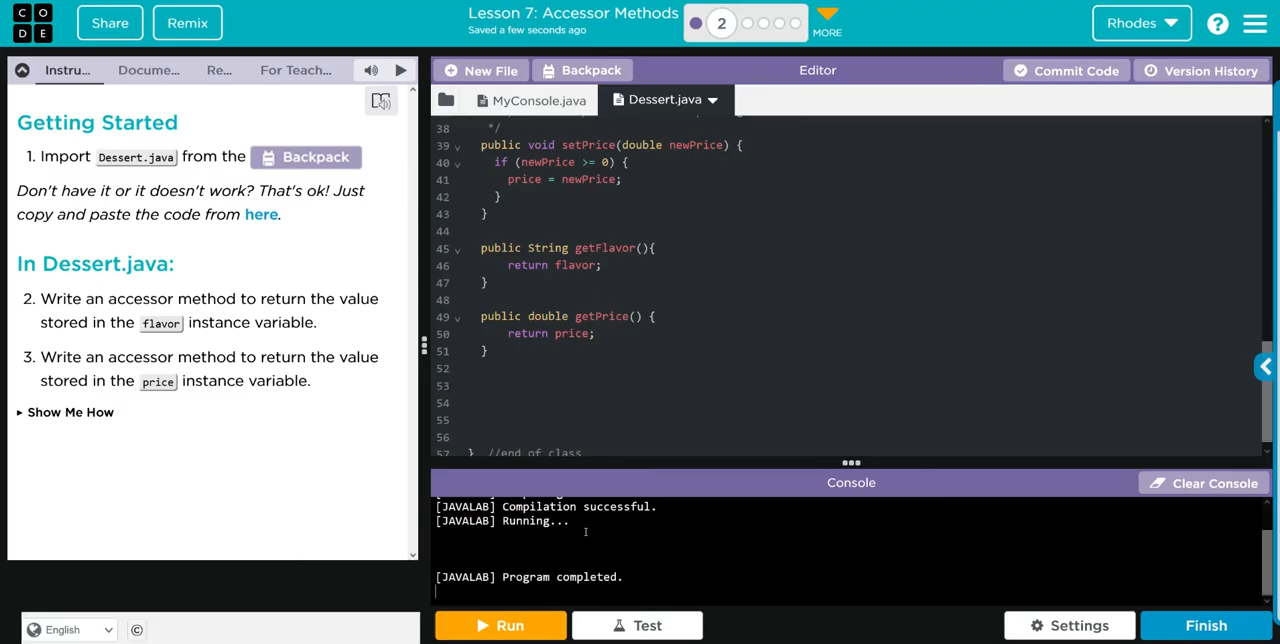 C O
D E
Share
Remix
Lesson 7: Accessor Methods
Saved a few seconds ago
2
MORE
Rhodes
?
Instru...
Docume...
Re...
For Teach...
New File
Backpack
Editor
Commit Code
Version History
MyConsole.java
Dessert.java
Getting Started
1. Import Dessert.java from the Backpack
Don't have it or it doesn't work? That's ok! Just
copy and paste the code from here.
In Dessert.java:
2. Write an accessor method to return the value
stored in the flavor instance variable.
3. Write an accessor method to return the value
stored in the price instance variable.
Show Me How
38 */
39 public void setPrice(double newPrice) {
40 if (newPrice >= 0) {
41 price = newPrice;
42 }
43 }
44
45 public String getFlavor(){
46 return flavor;
47 }
48
49 public double getPrice() {
50 return price;
51 }
52
53
54
55
56
57 } //end of class
Console
Clear Console
[JAVALAB] Compilation successful.
[JAVALAB] Running...
[JAVALAB] Program completed.
English
©
Run
Test
Settings
Finish